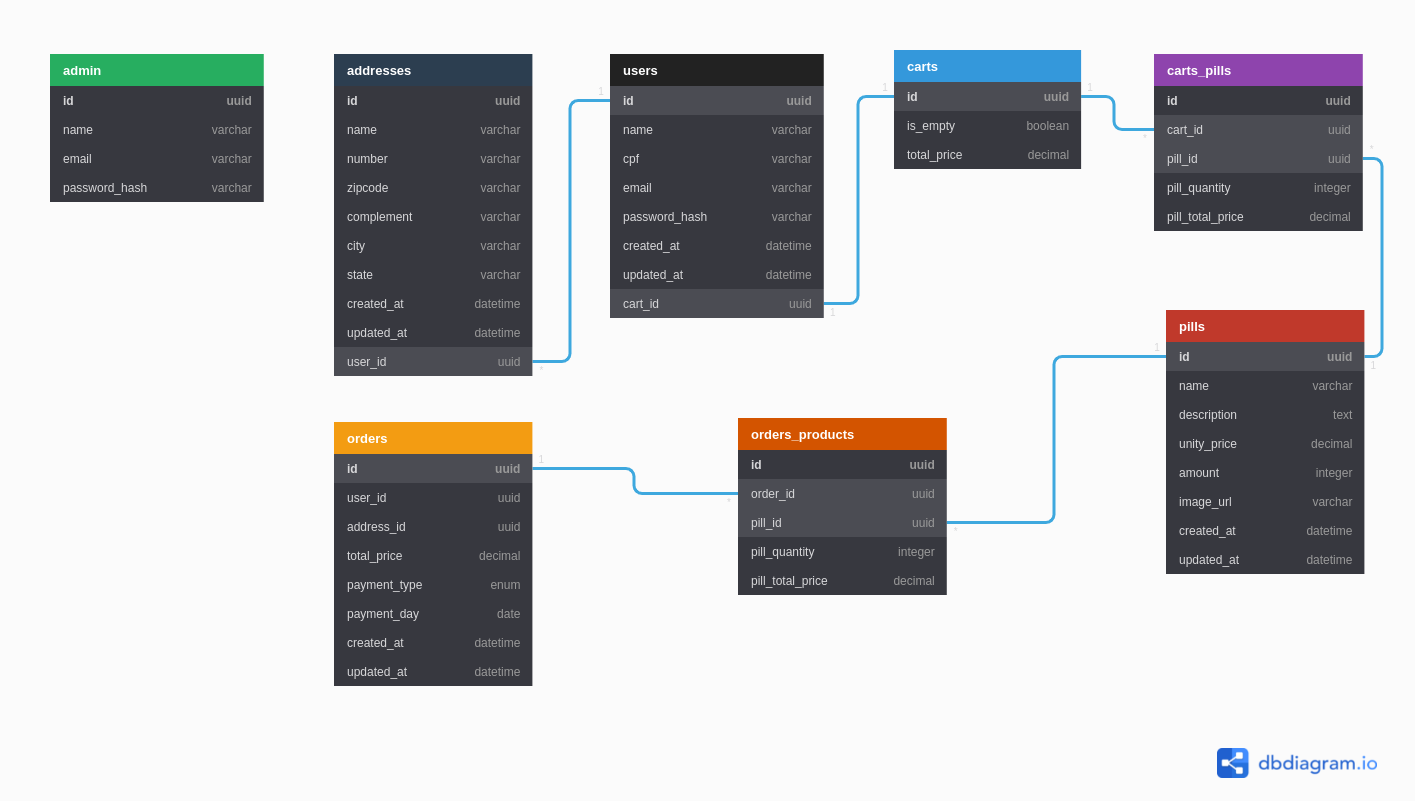 admin
id uuid
name varchar
email varchar
password_hash varchar
addresses
id uuid
name varchar
number varchar
zipcode varchar
complement varchar
city varchar
state varchar
created_at datetime
updated_at datetime
user_id uuid
*
1
users
id uuid
name varchar
cpf varchar
email varchar
password_hash varchar
created_at datetime
updated_at datetime
cart_id uuid
1
1
carts
id uuid
is_empty boolean
total_price decimal
1
*
carts_pills
id uuid
cart_id uuid
pill_id uuid
pill_quantity integer
pill_total_price decimal
*
orders
id uuid
user_id uuid
address_id uuid
total_price decimal
payment_type enum
payment_day date
created_at datetime
updated_at datetime
1
*
orders_products
id uuid
order_id uuid
pill_id uuid
pill_quantity integer
pill_total_price decimal
*
1
pills
id uuid
name varchar
description text
unity_price decimal
amount integer
image_url varchar
created_at datetime
updated_at datetime
1
dbdiagram.io